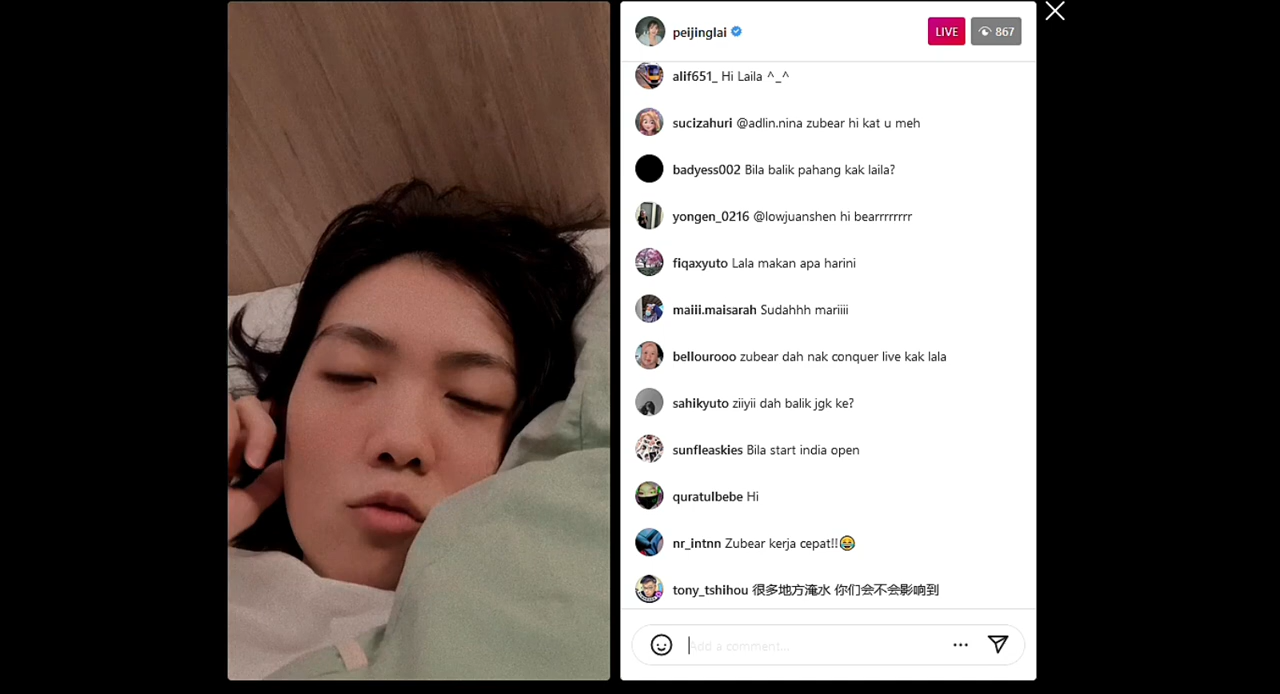 peijinglai
LIVE
867
alif651_ Hi Laila ^_^
sucizahuri @adlin.nina zubear hi kat u meh
badyess002 Bila balik pahang kak laila?
yongen_0216 @lowjuanshen hi bearrrrrrrr
fiqaxyuto Lala makan apa harini
maiii.maisarah Sudahhh mariiii
bellourooo zubear dah nak conquer live kak lala
sahikyuto ziiyii dah balik jgk ke?
sunfleaskies Bila start india open
quratulbebe Hi
nr_intnn Zubear kerja cepat!!😂
tony_tshihou 很多地方淹水 你们会不会影响到
Add a comment...